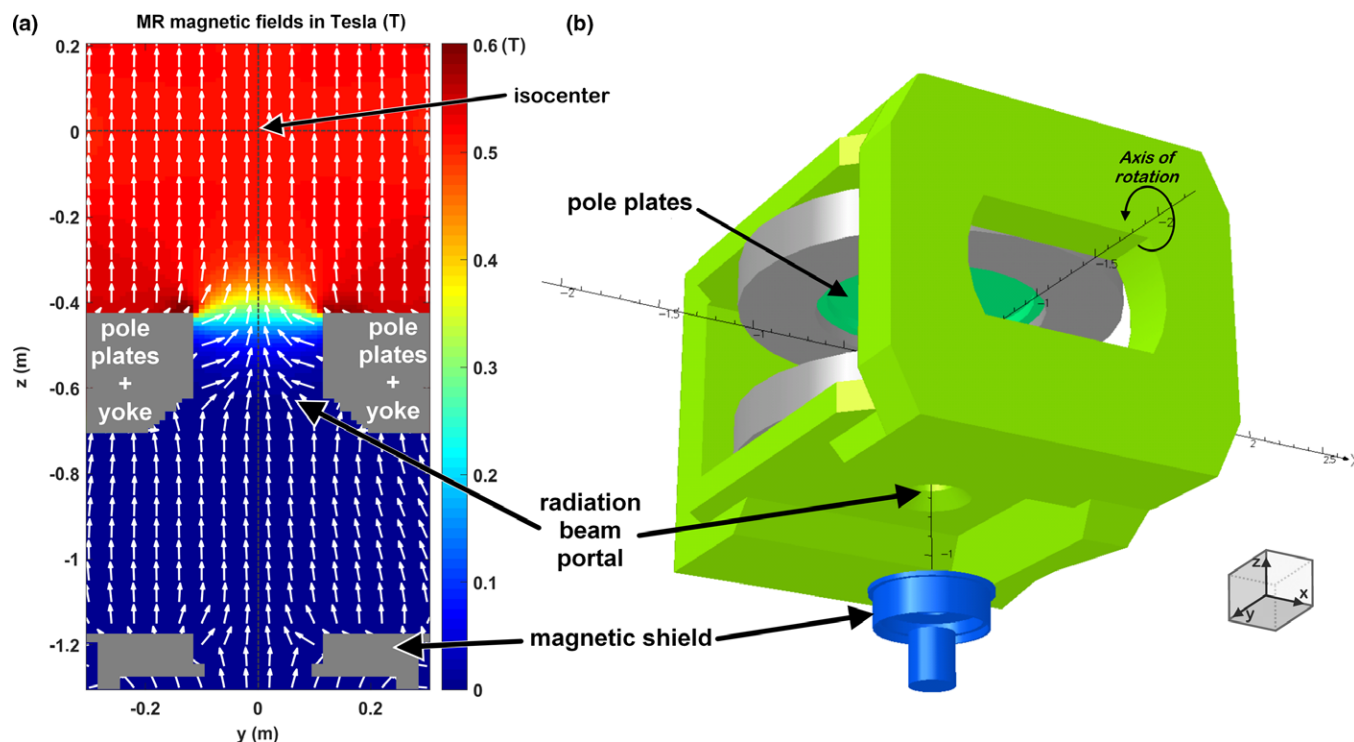 (a)
MR magnetic fields in Tesla (T)
0.2
0
-0.2
-0.4
-0.6
-0.8
-1
-1.2
z (m)
-0.2
0
0.2
y (m)
pole
plates
+
yoke
pole
plates
+
yoke
0.6 (T)
0.5
0.4
0.3
0.2
0.1
0
isocenter
radiation
beam
portal
magnetic shield
(b)
pole plates
Axis of
rotation
-2
-1.5
-1
-2
-1.5
-1
2
2.5
-1
z
x
y